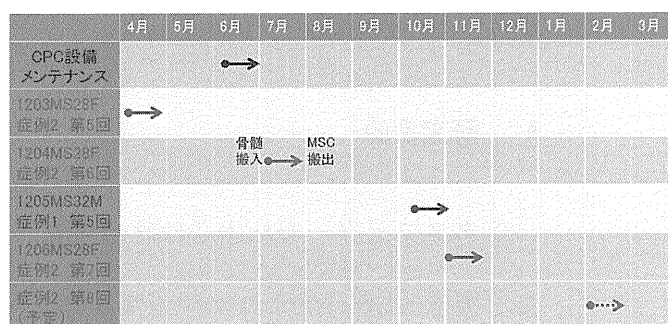 4月 5月 6月 7月 8月 9月 10月 11月 12月 1月 2月 3月
CPC設備
メンテナンス
1203MS28F
症例2 第5回
1204MS28F
症例2 第6回
骨髄
搬入
MSC
搬出
1205MS32M
症例1 第5回
1206MS28F
症例2 第7回
症例2 第8回
(予定)